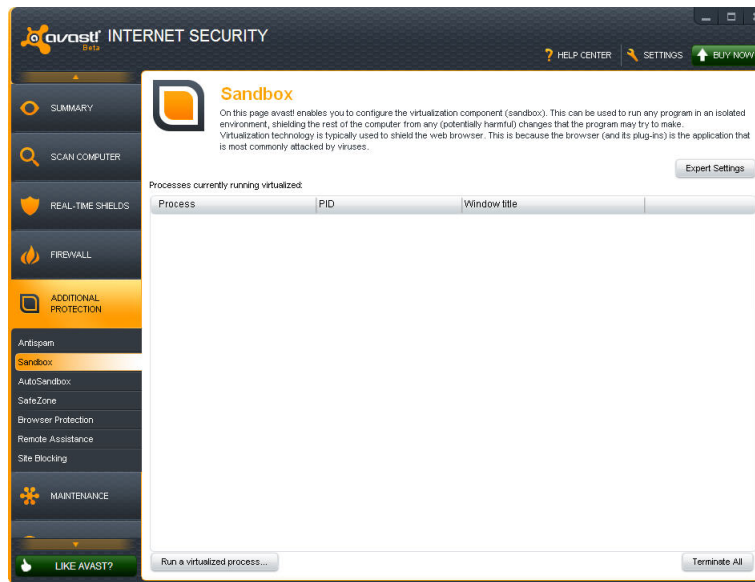 avast! INTERNET SECURITY
Beta
HELP CENTER
SETTINGS
BUY NOW
SUMMARY
SCAN COMPUTER
REAL-TIME SHIELDS
FIREWALL
ADDITIONAL
PROTECTION
Antispam
Sandbox
AutoSandbox
SafeZone
Browser Protection
Remote Assistance
Site Blocking
MAINTENANCE
LIKE AVAST?
Sandbox
On this page avast! enables you to configure the virtualization component (sandbox). This can be used to run any program in an isolated
environment, shielding the rest of the computer from any (potentially harmful) changes that the program may try to make.
Virtualization technology is typically used to shield the web browser. This is because the browser (and its plug-ins) is the application that
is most commonly attacked by viruses.
Expert Settings
Processes currently running virtualized:
Process PID Window title
Run a virtualized process...
Terminate All